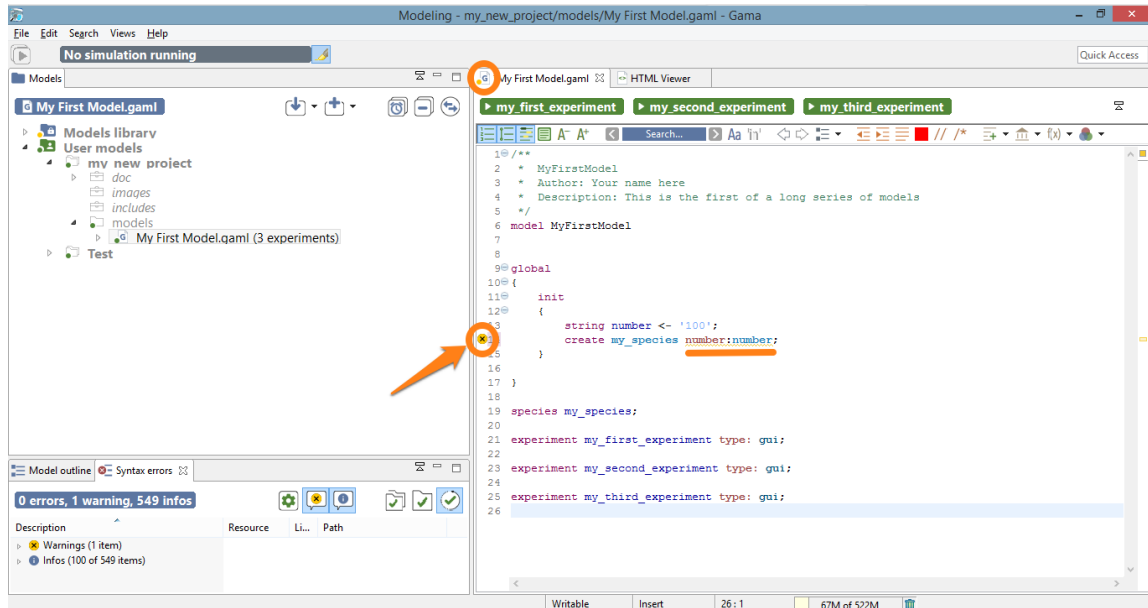 Modeling - my_new_project/models/My First Model.gaml - Gama
File Edit Search Views Help
No simulation running
Quick Access
Models
My First Model.gaml
Models library
User models
my new project
doc
images
includes
models
My First Model.gaml (3 experiments)
Test
My First Model.gaml HTML Viewer
my_first_experiment my_second_experiment my_third_experiment
A- A+ Search... Aa 'in' // /* f(x)
1 /**
2 * MyFirstModel
3 * Author: Your name here
4 * Description: This is the first of a long series of models
5 */
6 model MyFirstModel
7
8
9 global
10 {
11 init
12 {
13 string number <- '100';
create my_species number:number;
15 }
16
17 }
18
19 species my_species;
20
21 experiment my_first_experiment type: gui;
22
23 experiment my_second_experiment type: gui;
24
25 experiment my_third_experiment type: gui;
26
Model outline Syntax errors
0 errors, 1 warning, 549 infos
Description Resource Li... Path
Warnings (1 item)
Infos (100 of 549 items)
Writable Insert 26 : 1 67M of 522M